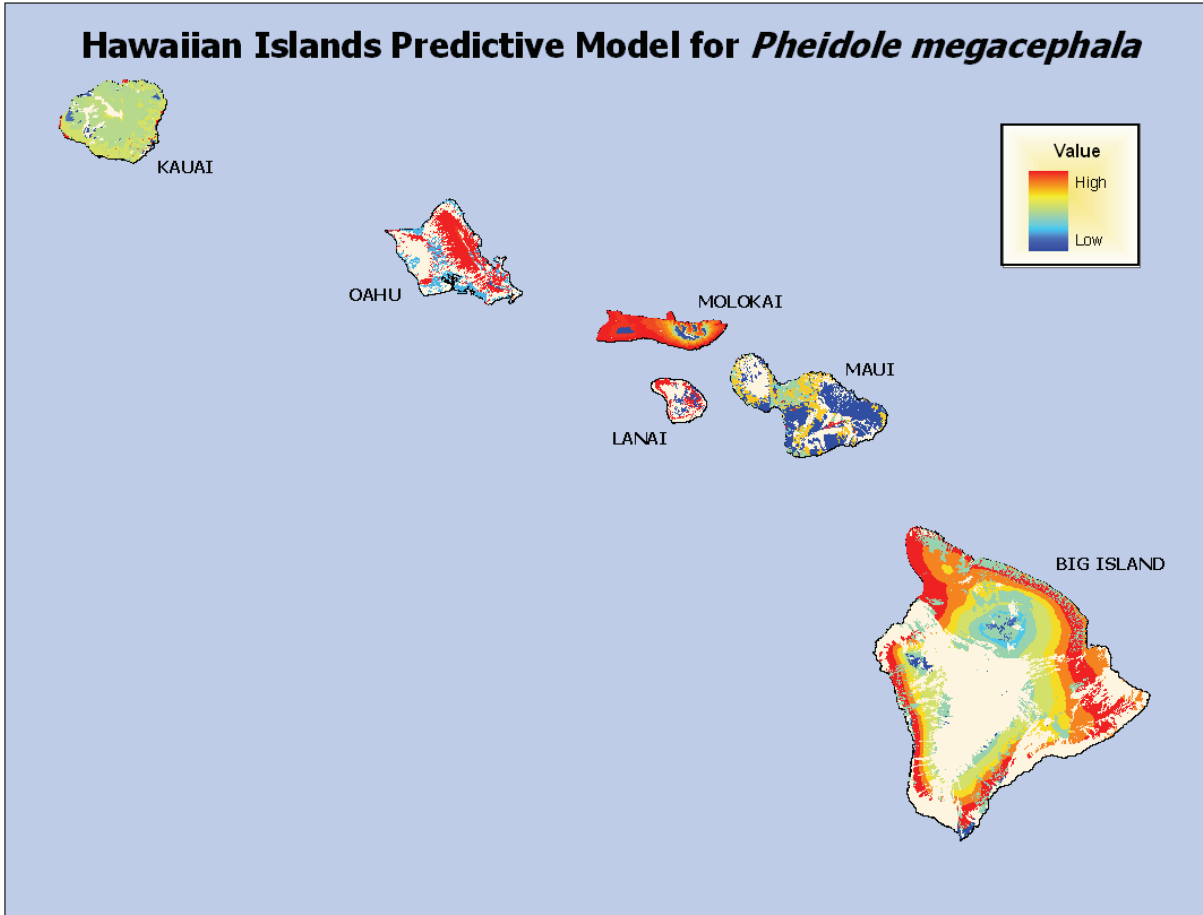 Hawaiian Islands Predictive Model for Pheidole megacephala
KAUAI
Value
High
Low
OAHU
MOLOKAI
MAUI
LANAI
BIG ISLAND